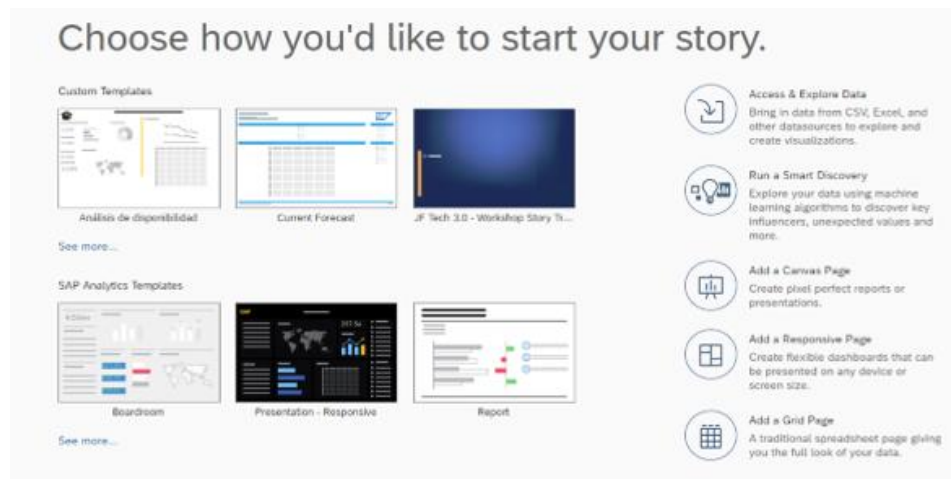 Choose how you'd like to start your story.
Custom Templates
Análisis de disponibilidad
Current Forecast
JF Tech 3.0 - Workshop Story Ti...
See more...
SAP Analytics Templates
Boardroom
Presentation - Responsive
Report
See more...
Access & Explore Data
Bring in data from CSV, Excel, and
other datasources to explore and
create visualizations.
Run a Smart Discovery
Explore your data using machine
learning algorithms to discover key
influencers, unexpected values and
more.
Add a Canvas Page
Create pixel perfect reports or
presentations.
Add a Responsive Page
Create flexible dashboards that can
be presented on any device or
screen size.
Add a Grid Page
A traditional spreadsheet page giving
you the full look of your data.